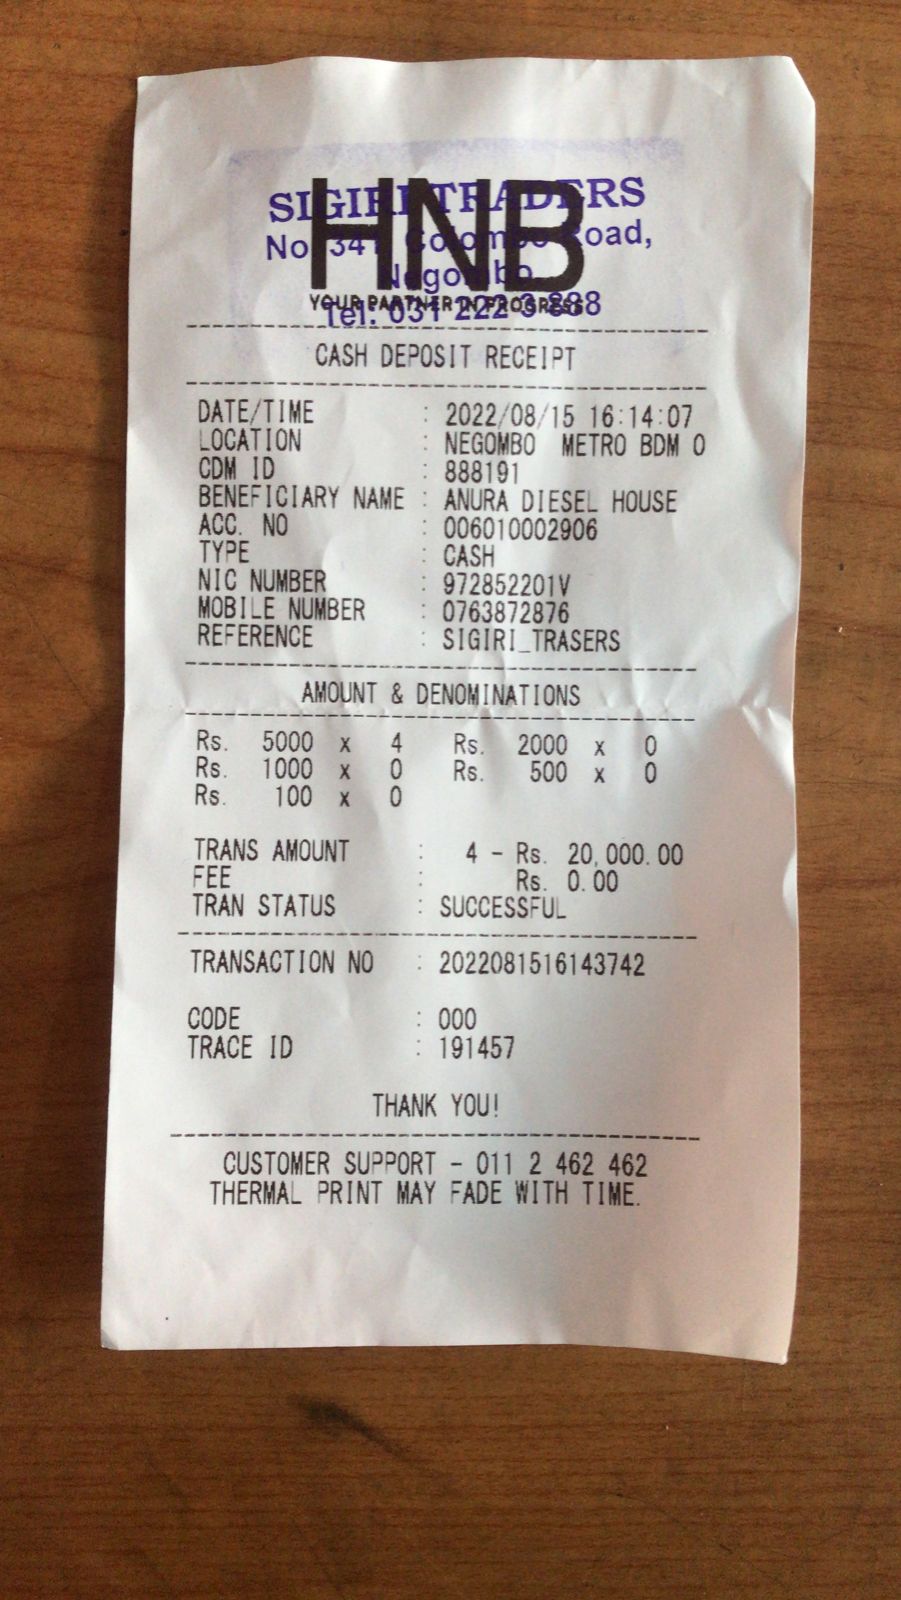 SIGIRI TRADERS
HNB
No. 341, Colombo Road,
Negombo
YOUR PARTNER IN PROGRESS
Tel: 031 222 3 888
CASH DEPOSIT RECEIPT
DATE/TIME : 2022/08/15 16:14:07
LOCATION : NEGOMBO METRO BDM O
CDM ID : 888191
BENEFICIARY NAME : ANURA DIESEL HOUSE
ACC. NO : 006010002906
TYPE : CASH
NIC NUMBER : 972852201V
MOBILE NUMBER : 0763872876
REFERENCE : SIGIRI_TRASERS
AMOUNT & DENOMINATIONS
Rs. 5000 x 4 Rs. 2000 x 0
Rs. 1000 x 0 Rs. 500 x 0
Rs. 100 x 0
TRANS AMOUNT : 4 - Rs. 20,000.00
FEE : Rs. 0.00
TRAN STATUS : SUCCESSFUL
TRANSACTION NO : 2022081516143742
CODE : 000
TRACE ID : 191457
THANK YOU!
CUSTOMER SUPPORT - 011 2 462 462
THERMAL PRINT MAY FADE WITH TIME.